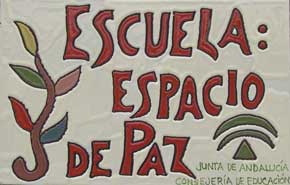 ESCUELA:
ESPACIO
DE PAZ
JUNTA DE ANDALUCÍA
CONSEJERÍA DE EDUCACIÓN